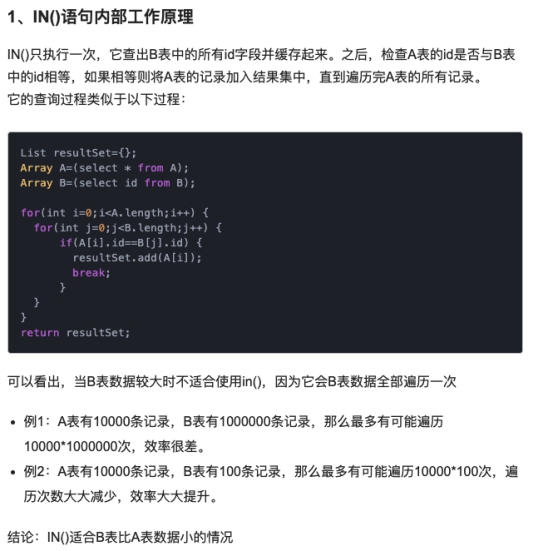 1、IN()语句内部工作原理
IN()只执行一次，它查出B表中的所有id字段并缓存起来。之后，检查A表的id是否与B表
中的id相等，如果相等则将A表的记录加入结果集中，直到遍历完A表的所有记录。
它的查询过程类似于以下过程：
List resultSet={};
Array A=(select * from A);
Array B=(select id from B);
for(int i=0;i<A.length;i++) {
for(int j=0;j<B.length;j++) {
if(A[i].id==B[j].id) {
resultSet.add(A[i]);
break;
}
}
}
return resultSet;
可以看出，当B表数据较大时不适合使用in()，因为它会B表数据全部遍历一次
• 例1：A表有10000条记录，B表有1000000条记录，那么最多有可能遍历
10000*1000000次，效率很差。
• 例2：A表有10000条记录，B表有100条记录，那么最多有可能遍历10000*100次，遍
历次数大大减少，效率大大提升。
结论：IN()适合B表比A表数据小的情况